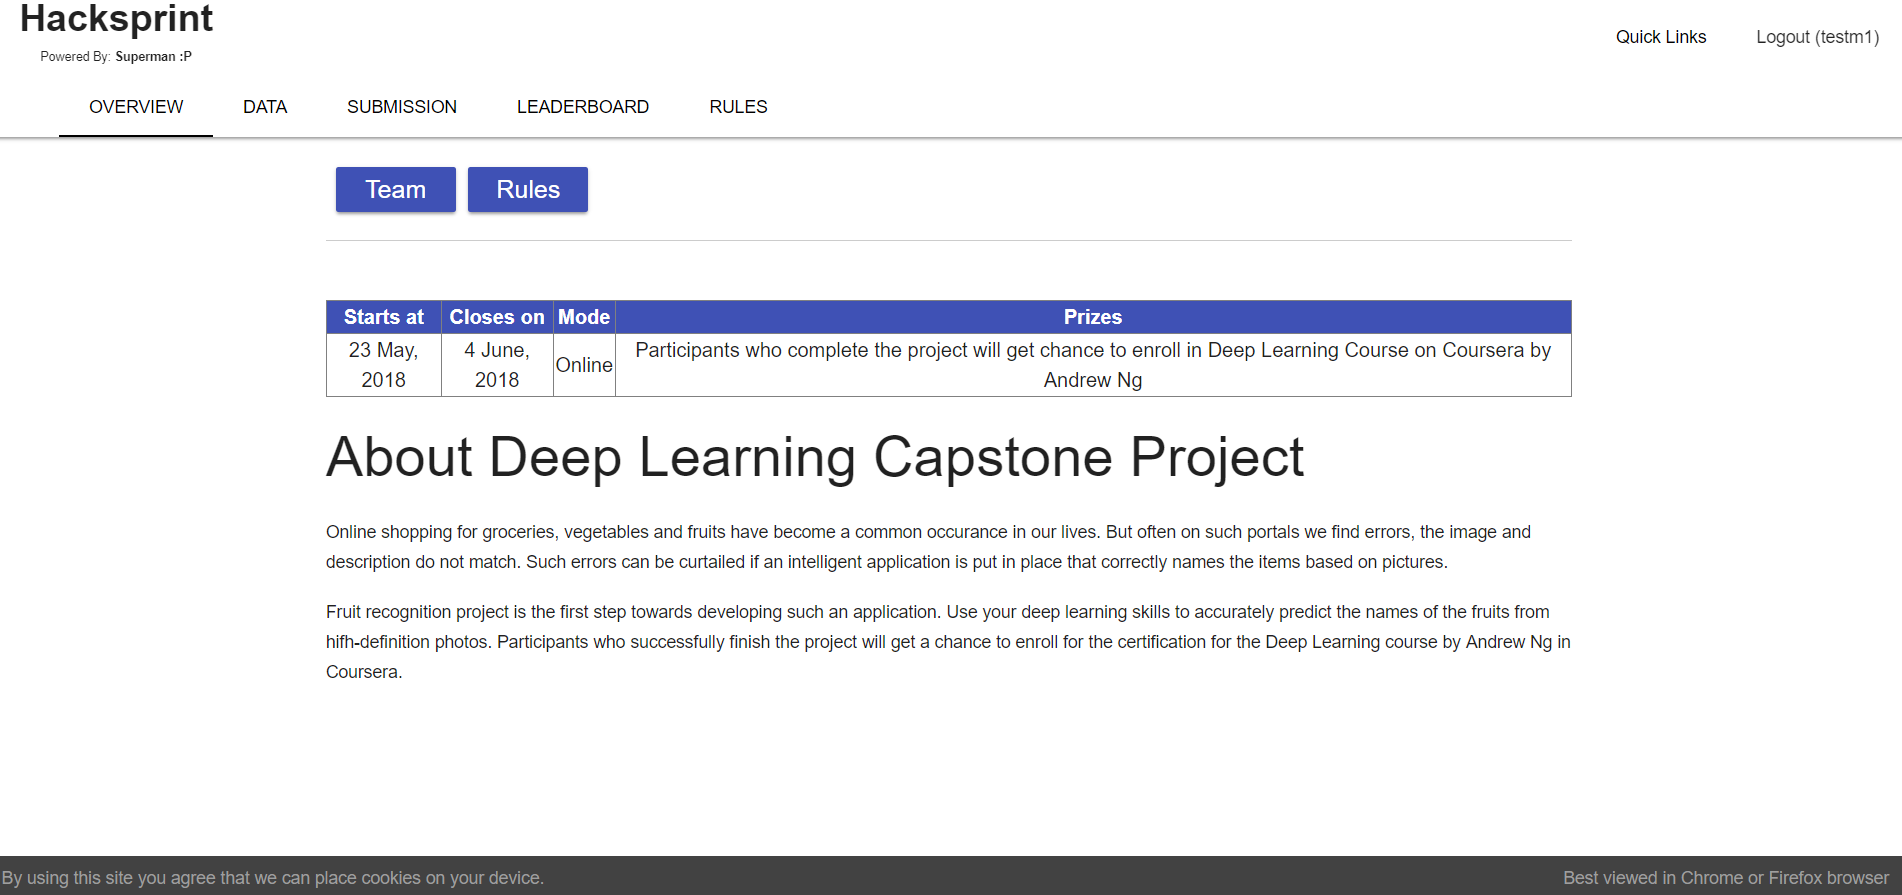 Hacksprint
Powered By: Superman :P
Quick Links
Logout (testm1)
OVERVIEW
DATA
SUBMISSION
LEADERBOARD
RULES
Team
Rules
Starts at
Closes on
Mode
Prizes
23 May,
2018
4 June,
2018
Online
Participants who complete the project will get chance to enroll in Deep Learning Course on Coursera by
Andrew Ng
About Deep Learning Capstone Project
Online shopping for groceries, vegetables and fruits have become a common occurance in our lives. But often on such portals we find errors, the image and
description do not match. Such errors can be curtailed if an intelligent application is put in place that correctly names the items based on pictures.
Fruit recognition project is the first step towards developing such an application. Use your deep learning skills to accurately predict the names of the fruits from
hifh-definition photos. Participants who successfully finish the project will get a chance to enroll for the certification for the Deep Learning course by Andrew Ng in
Coursera.
By using this site you agree that we can place cookies on your device.
Best viewed in Chrome or Firefox browser